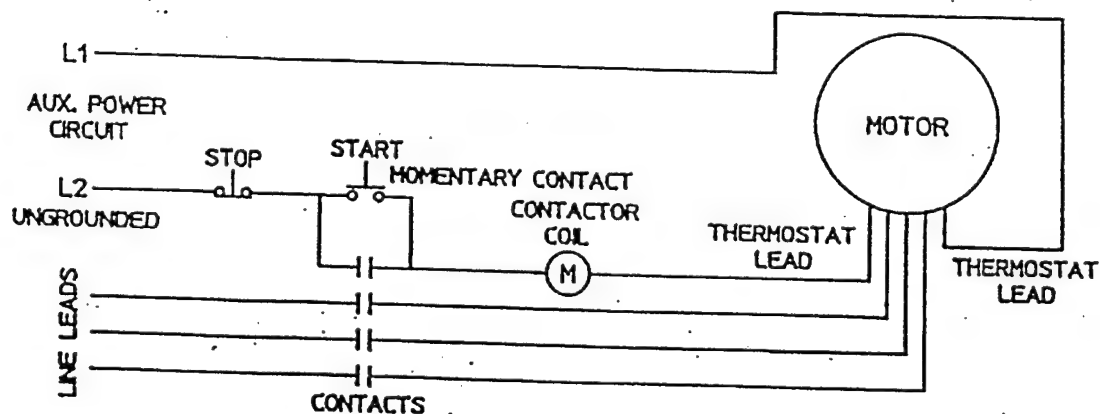 L1
AUX. POWER
CIRCUIT
MOTOR
STOP
START
L2
MOMENTARY CONTACT
UNGROUNDED
CONTACTOR
COIL
M
THERMOSTAT
LEAD
THERMOSTAT
LEAD
LINE LEADS
CONTACTS